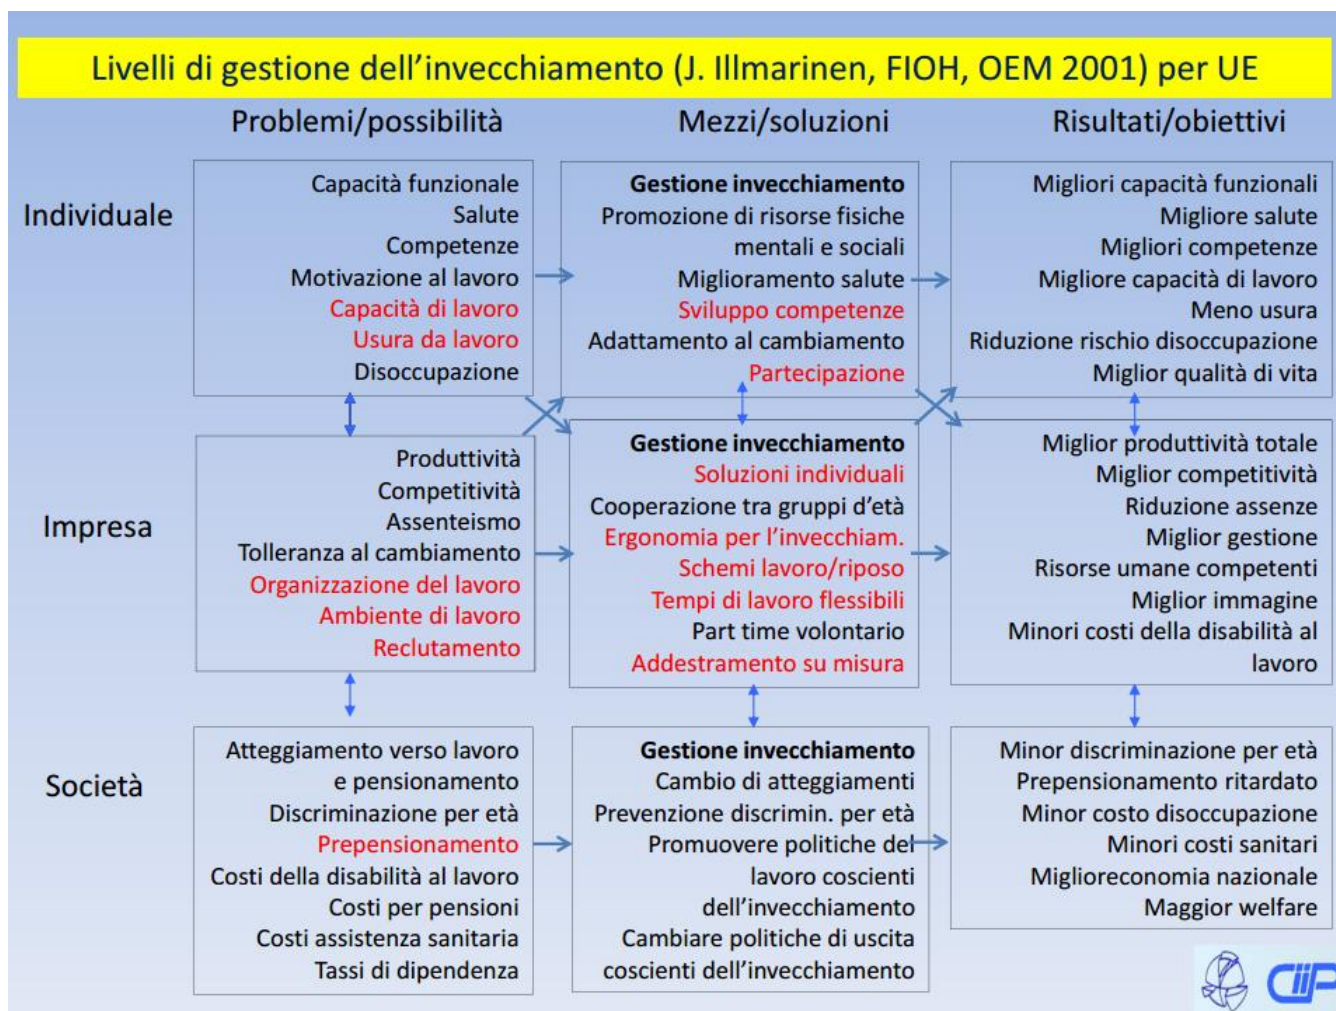 Livelli di gestione dell'invecchiamento (J. Illmarinen, FIOH, OEM 2001) per UE
Problemi/possibilità
Mezzi/soluzioni
Risultati/obiettivi
Individuale
Capacità funzionale
Salute
Competenze
Motivazione al lavoro
Capacità di lavoro
Usura da lavoro
Disoccupazione
Gestione invecchiamento
Promozione di risorse fisiche
mentali e sociali
Miglioramento salute
Sviluppo competenze
Adattamento al cambiamento
Partecipazione
Migliori capacità funzionali
Migliore salute
Migliori competenze
Migliore capacità di lavoro
Meno usura
Riduzione rischio disoccupazione
Miglior qualità di vita
Impresa
Produttività
Competitività
Assenteismo
Tolleranza al cambiamento
Organizzazione del lavoro
Ambiente di lavoro
Reclutamento
Gestione invecchiamento
Soluzioni individuali
Cooperazione tra gruppi d'età
Ergonomia per l'invecchiam.
Schemi lavoro/riposo
Tempi di lavoro flessibili
Part time volontario
Addestramento su misura
Miglior produttività totale
Miglior competitività
Riduzione assenze
Miglior gestione
Risorse umane competenti
Miglior immagine
Minori costi della disabilità al
lavoro
Società
Atteggiamento verso lavoro
e pensionamento
Discriminazione per età
Prepensionamento
Costi della disabilità al lavoro
Costi per pensioni
Costi assistenza sanitaria
Tassi di dipendenza
Gestione invecchiamento
Cambio di atteggiamenti
Prevenzione discrimin. per età
Promuovere politiche del
lavoro coscienti
dell'invecchiamento
Cambiare politiche di uscita
coscienti dell'invecchiamento
Minor discriminazione per età
Prepensionamento ritardato
Minor costo disoccupazione
Minori costi sanitari
Miglioreconomia nazionale
Maggior welfare
CiiP